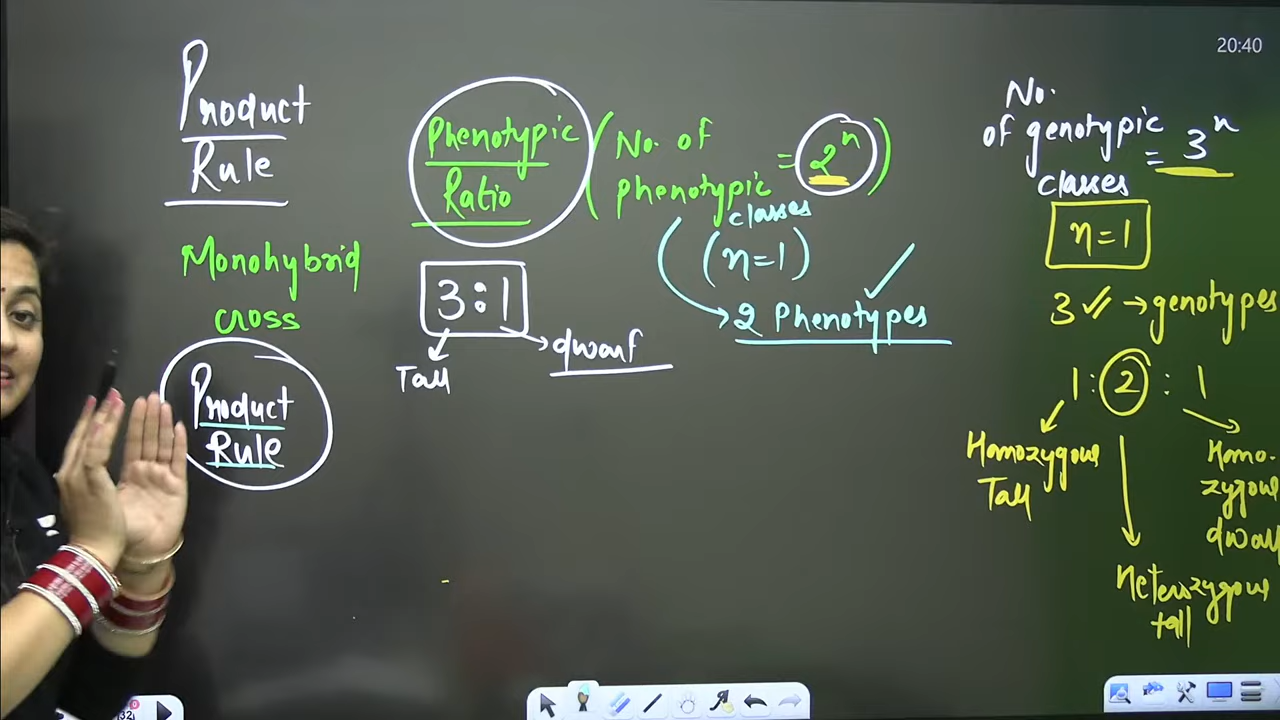 20:40
Product
Rule
Monohybrid
cross
Product
Rule
Phenotypic
Ratio
(No. of
phenotypic = 2ⁿ)
classes
(n=1)
2 Phenotypes
3:1
Tall
dwarf
No.
of genotypic
= 3ⁿ
classes
n=1
3 → genotypes
1 : 2 : 1
Homozygous
Tall
Heterozygous
tall
Homo-
zygous
dwarf